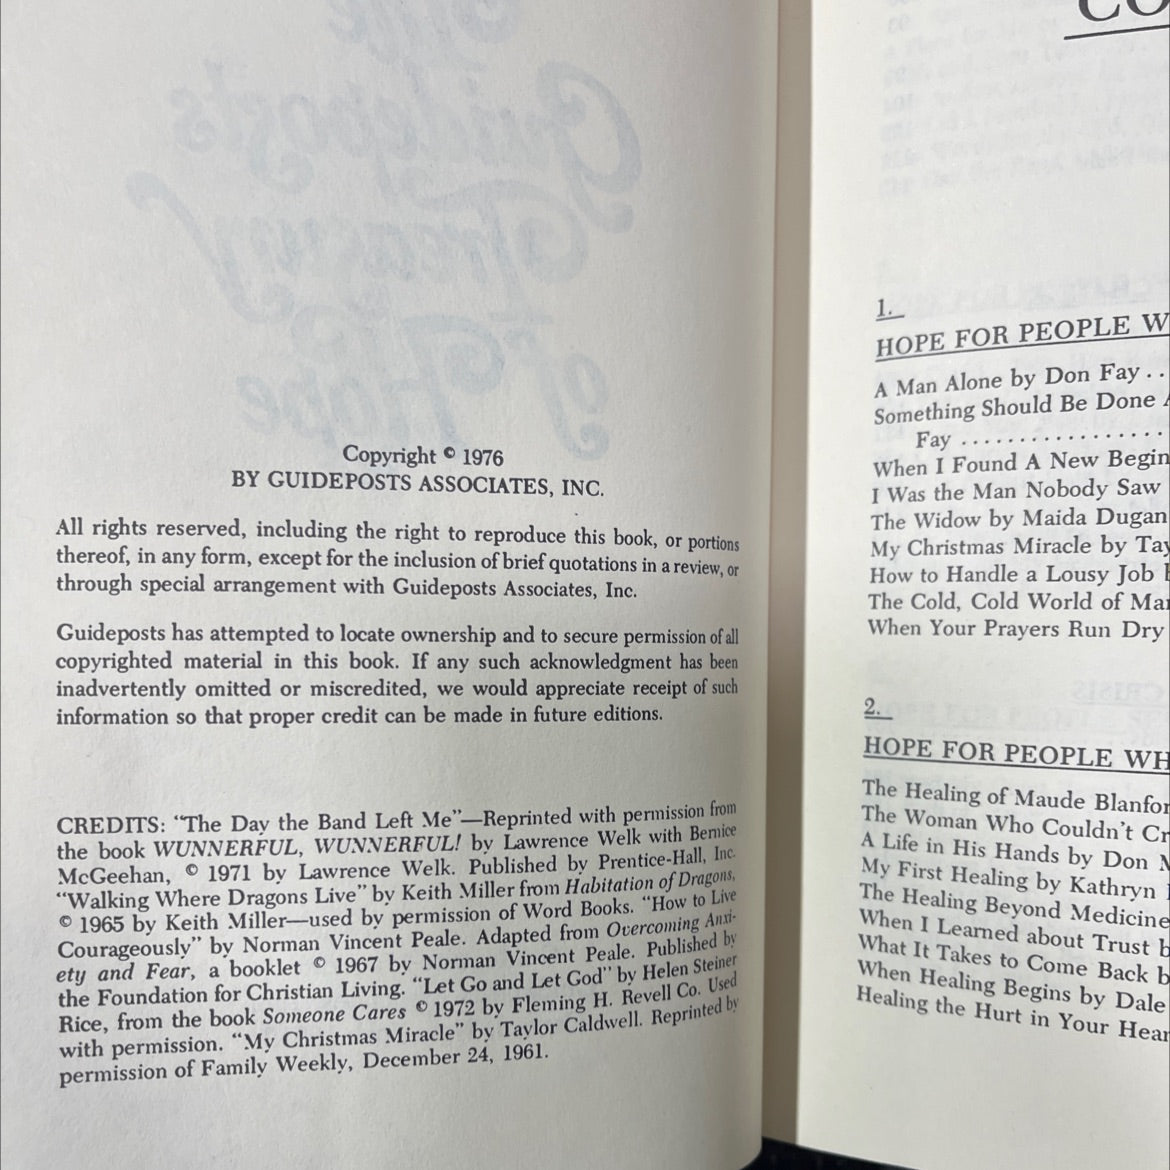 Copyright © 1976
BY GUIDEPOSTS ASSOCIATES, INC.
All rights reserved, including the right to reproduce this book, or portions
thereof, in any form, except for the inclusion of brief quotations in a review, or
through special arrangement with Guideposts Associates, Inc.
Guideposts has attempted to locate ownership and to secure permission of all
copyrighted material in this book. If any such acknowledgment has been
inadvertently omitted or miscredited, we would appreciate receipt of such
information so that proper credit can be made in future editions.
CREDITS: "The Day the Band Left Me"—Reprinted with permission from
the book WUNNERFUL, WUNNERFUL! by Lawrence Welk with Bernice
McGeehan, © 1971 by Lawrence Welk. Published by Prentice-Hall, Inc.
"Walking Where Dragons Live" by Keith Miller from Habitation of Dragons,
© 1965 by Keith Miller—used by permission of Word Books. "How to Live
Courageously" by Norman Vincent Peale. Adapted from Overcoming Anxi-
ety and Fear, a booklet © 1967 by Norman Vincent Peale. Published by
the Foundation for Christian Living. "Let Go and Let God" by Helen Steiner
Rice, from the book Someone Cares © 1972 by Fleming H. Revell Co. Used
with permission. "My Christmas Miracle" by Taylor Caldwell. Reprinted by
permission of Family Weekly, December 24, 1961.
CO
1.
HOPE FOR PEOPLE W
A Man Alone by Don Fay . .
Something Should Be Done A
Fay . . . . . . . . . . . . . . . . .
When I Found A New Begin
I Was the Man Nobody Saw
The Widow by Maida Dugan
My Christmas Miracle by Tay
How to Handle a Lousy Job
The Cold, Cold World of Mar
When Your Prayers Run Dry
2.
HOPE FOR PEOPLE WH
The Healing of Maude Blanfor
The Woman Who Couldn't Cr
A Life in His Hands by Don M
My First Healing by Kathryn
The Healing Beyond Medicine
When I Learned about Trust b
What It Takes to Come Back b
When Healing Begins by Dale
Healing the Hurt in Your Hear